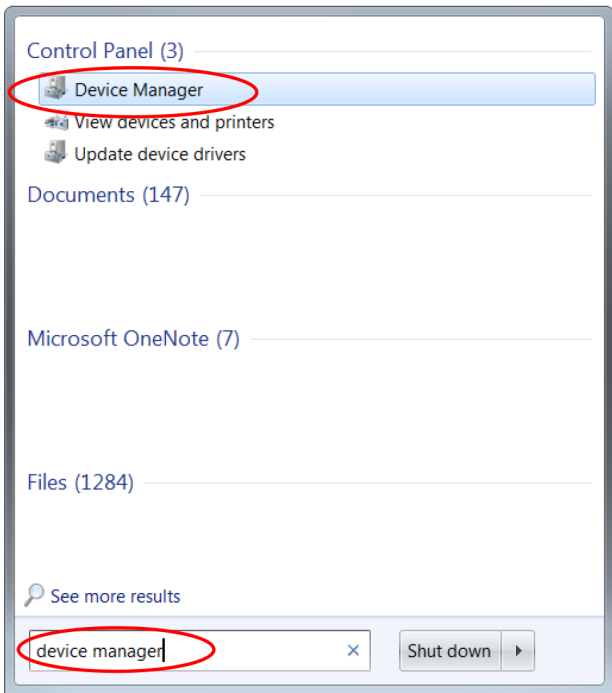 Control Panel (3)
Device Manager
View devices and printers
Update device drivers
Documents (147)
Microsoft OneNote (7)
Files (1284)
See more results
device manager
Shut down